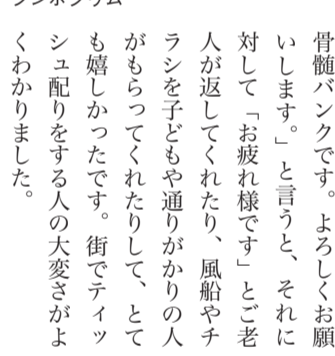 骨髄バンクです。よろしくお願
いします。」と言うと、それに
対して「お疲れ様です」とご老
人が返してくれたり、風船やチ
ラシを子どもや通りがかりの人
がもらってくれたりして、とて
も嬉しかったです。街でティッ
シュ配りをする人の大変さがよ
くわかりました。